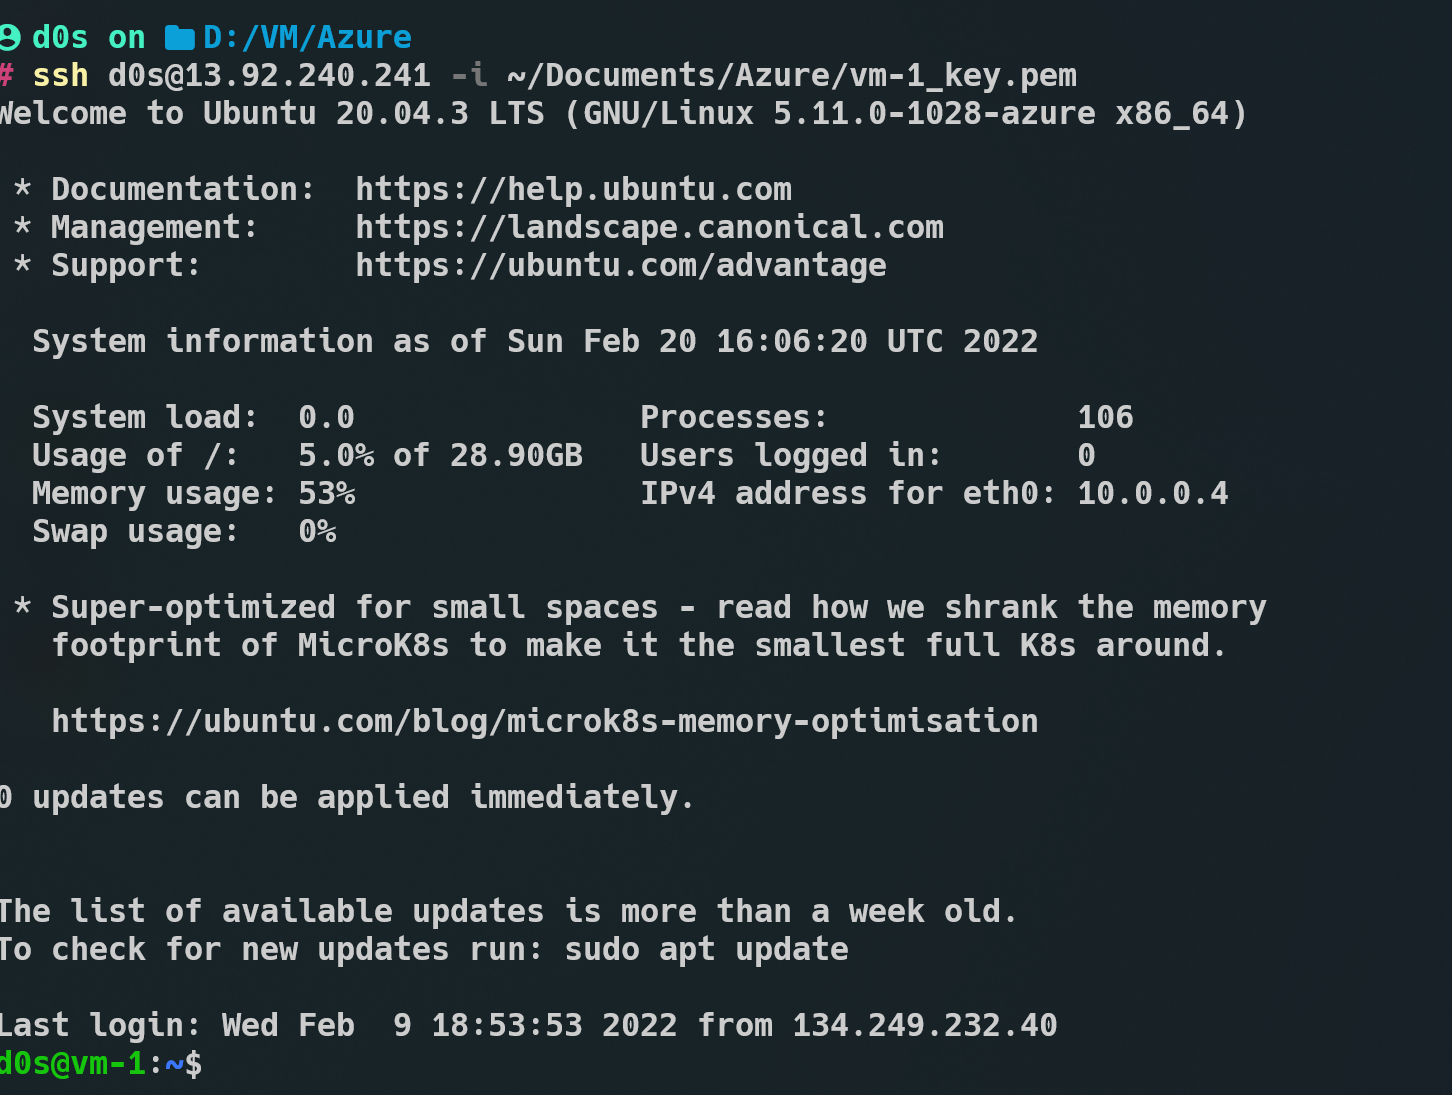 d0s on D:/VM/Azure
# ssh d0s@13.92.240.241 -i ~/Documents/Azure/vm-1_key.pem
Welcome to Ubuntu 20.04.3 LTS (GNU/Linux 5.11.0-1028-azure x86_64)
* Documentation:  https://help.ubuntu.com
* Management:     https://landscape.canonical.com
* Support:        https://ubuntu.com/advantage
System information as of Sun Feb 20 16:06:20 UTC 2022
System load:  0.0               Processes:             106
Usage of /:   5.0% of 28.90GB   Users logged in:       0
Memory usage: 53%               IPv4 address for eth0: 10.0.0.4
Swap usage:   0%
* Super-optimized for small spaces - read how we shrank the memory
footprint of MicroK8s to make it the smallest full K8s around.
https://ubuntu.com/blog/microk8s-memory-optimisation
0 updates can be applied immediately.
The list of available updates is more than a week old.
To check for new updates run: sudo apt update
Last login: Wed Feb  9 18:53:53 2022 from 134.249.232.40
d0s@vm-1:~$